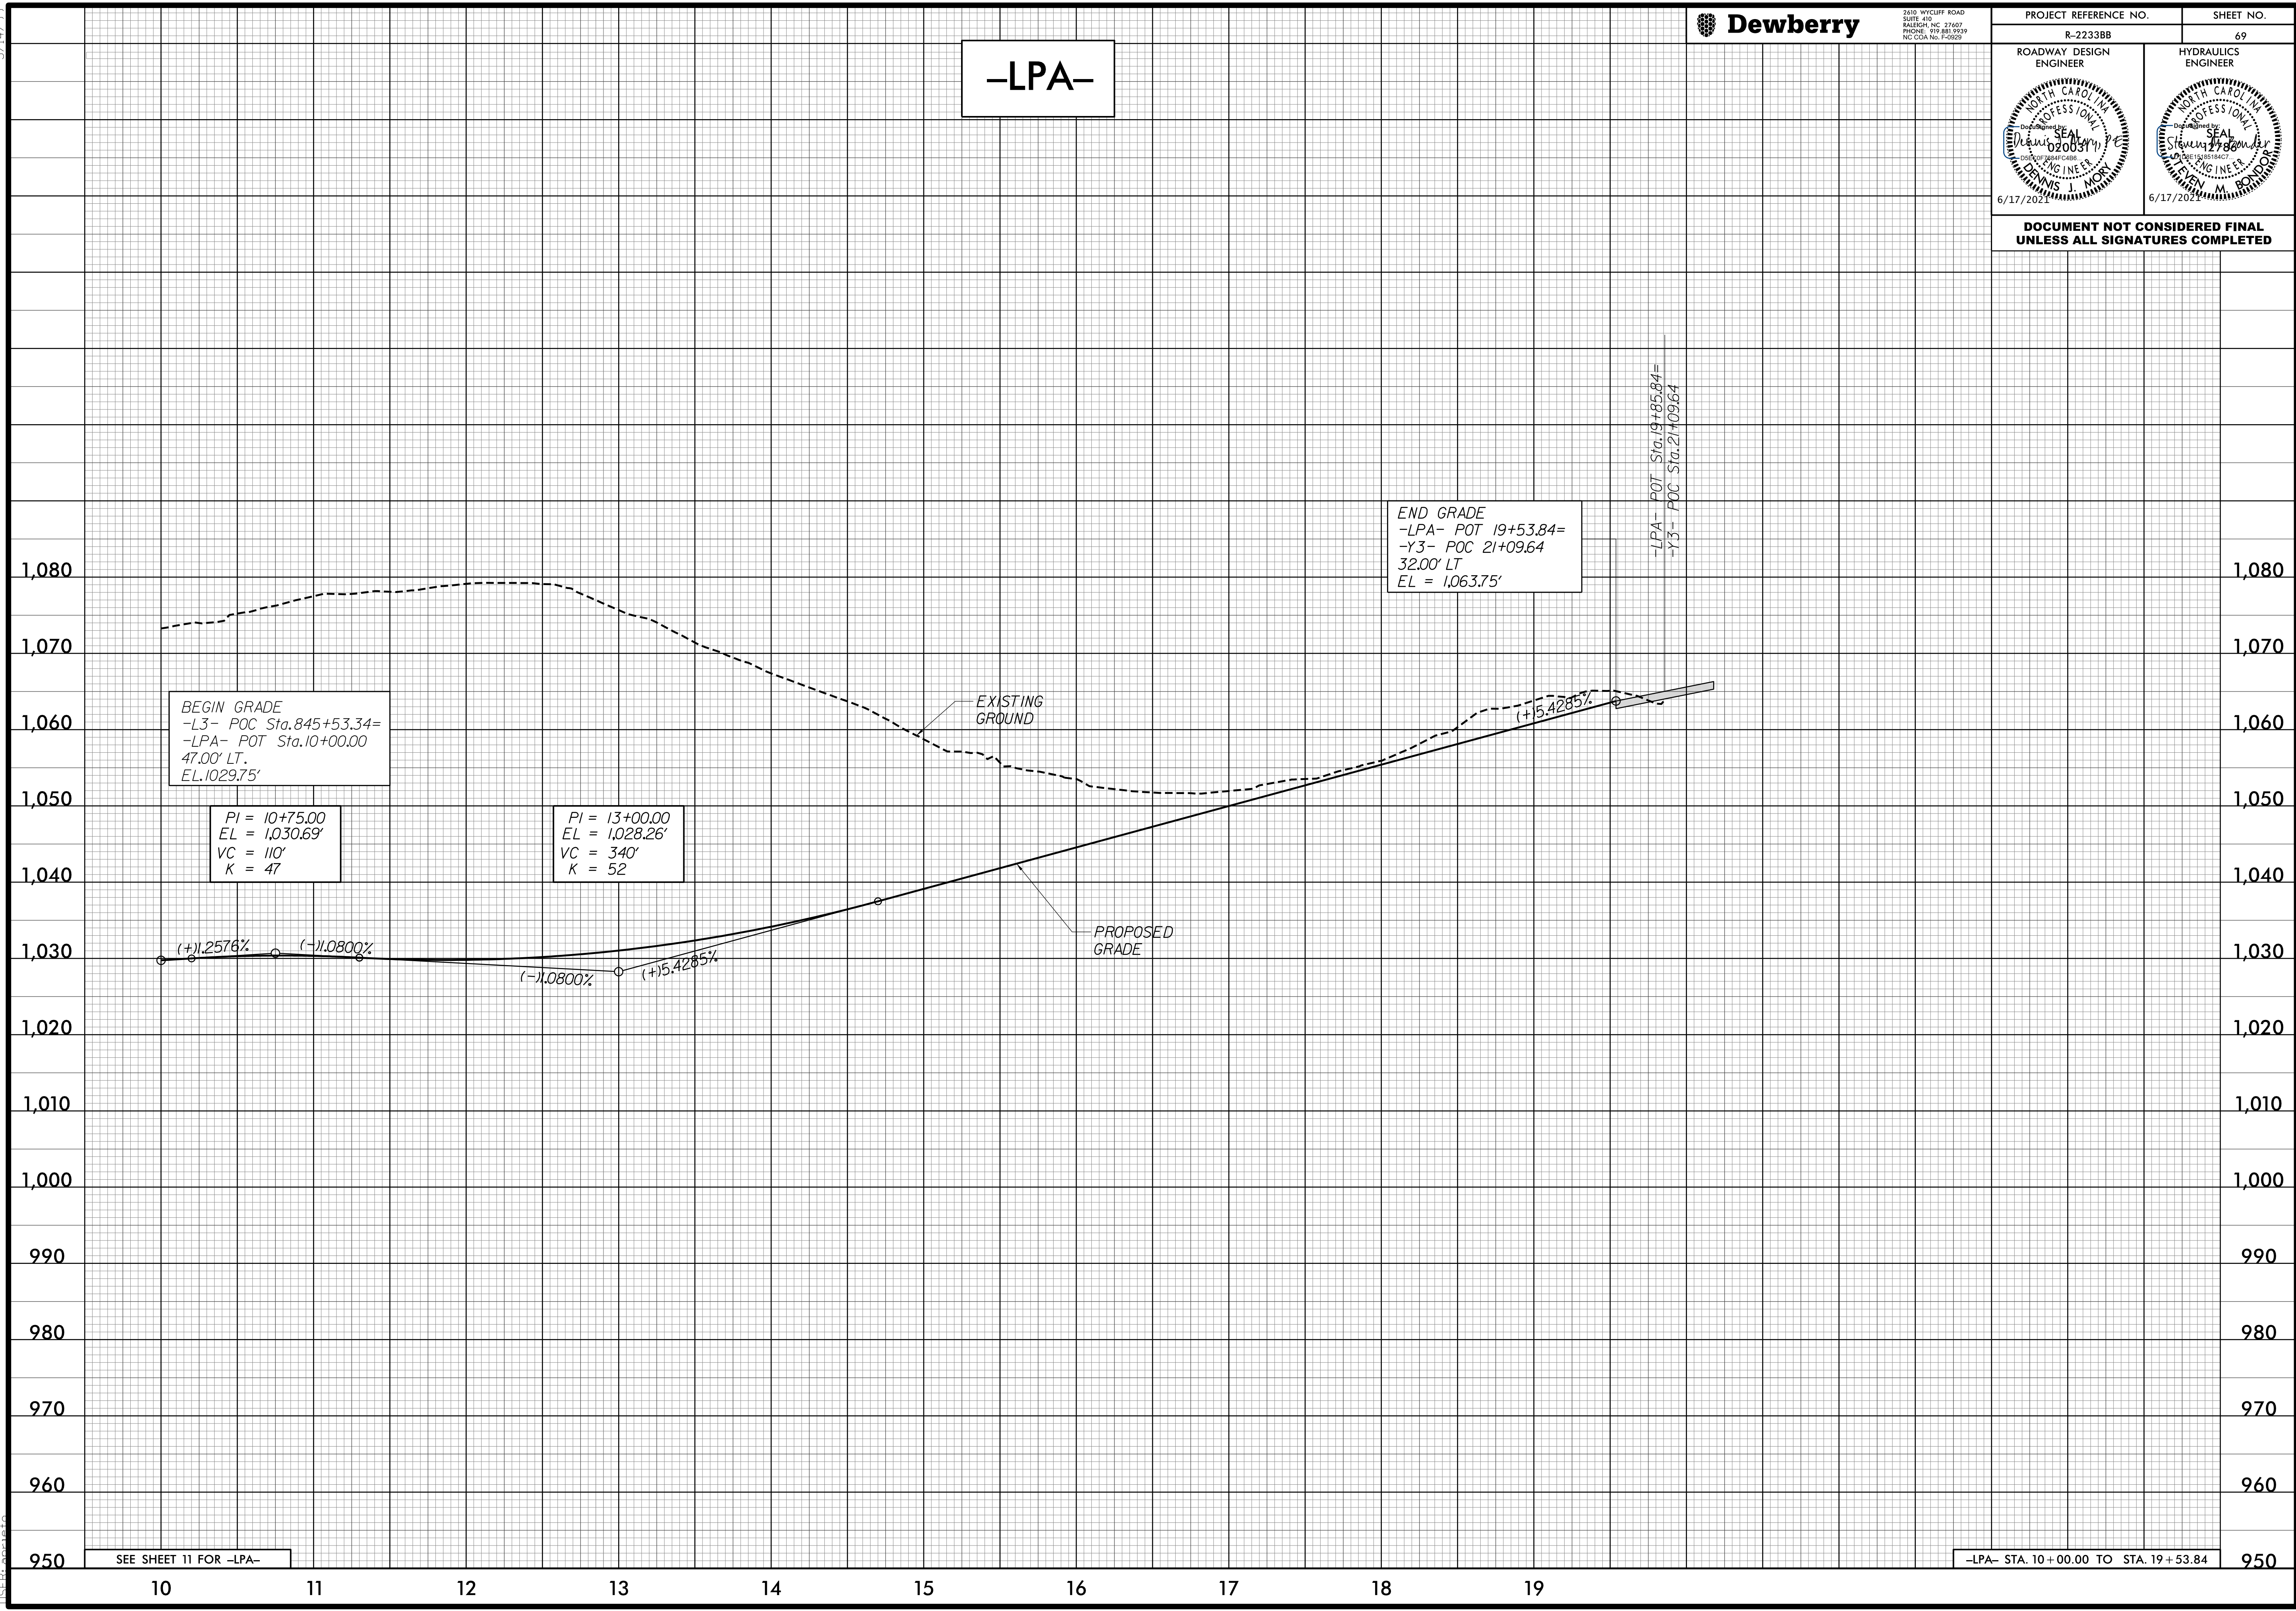 –LPA–
Dewberry
2610 WYCLIFF ROAD
SUITE 410
RALEIGH, NC 27607
PHONE: 919.881.9939
NC COA No. F-0929
PROJECT REFERENCE NO.
SHEET NO.
R–2233BB
69
ROADWAY DESIGN
ENGINEER
HYDRAULICS
ENGINEER
NORTH CAROLINA
PROFESSIONAL
DocuSigned by:
SEAL
020031
ENGINEER
DENNIS J. MORY
6/17/2021
NORTH CAROLINA
PROFESSIONAL
DocuSigned by:
SEAL
12786
ENGINEER
STEVEN M. BONDOR
6/17/2021
DOCUMENT NOT CONSIDERED FINAL
UNLESS ALL SIGNATURES COMPLETED
-LPA- POT Sta.19+85.84=
-Y3- POC Sta.21+09.64
END GRADE
-LPA- POT 19+53.84=
-Y3- POC 21+09.64
32.00' LT
EL = 1,063.75'
1,080
1,080
1,070
1,070
1,060
1,060
1,050
1,050
1,040
1,040
1,030
1,030
1,020
1,020
1,010
1,010
1,000
1,000
990
990
980
980
970
970
960
960
950
950
BEGIN GRADE
-L3- POC Sta.845+53.34=
-LPA- POT Sta.10+00.00
47.00' LT.
EL.1029.75'
EXISTING
GROUND
(+)5.4285%
PI = 10+75.00
EL = 1,030.69'
VC = 110'
K = 47
PI = 13+00.00
EL = 1,028.26'
VC = 340'
K = 52
PROPOSED
GRADE
(+)1.2576%
(-)1.0800%
(-)1.0800%
(+)5.4285%
SEE SHEET 11 FOR –LPA–
–LPA– STA. 10+00.00 TO STA. 19+53.84
10 11 12 13 14 15 16 17 18 19